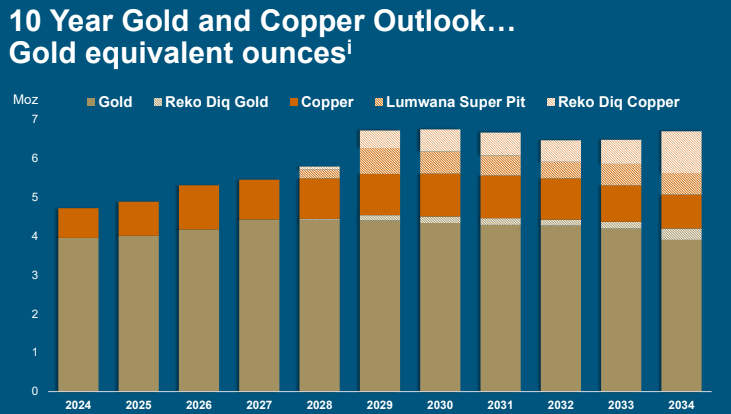 10 Year Gold and Copper Outlook…
Gold equivalent ouncesⁱ
Moz
Gold Reko Diq Gold Copper Lumwana Super Pit Reko Diq Copper
7
6
5
4
3
2
1
0
2024 2025 2026 2027 2028 2029 2030 2031 2032 2033 2034